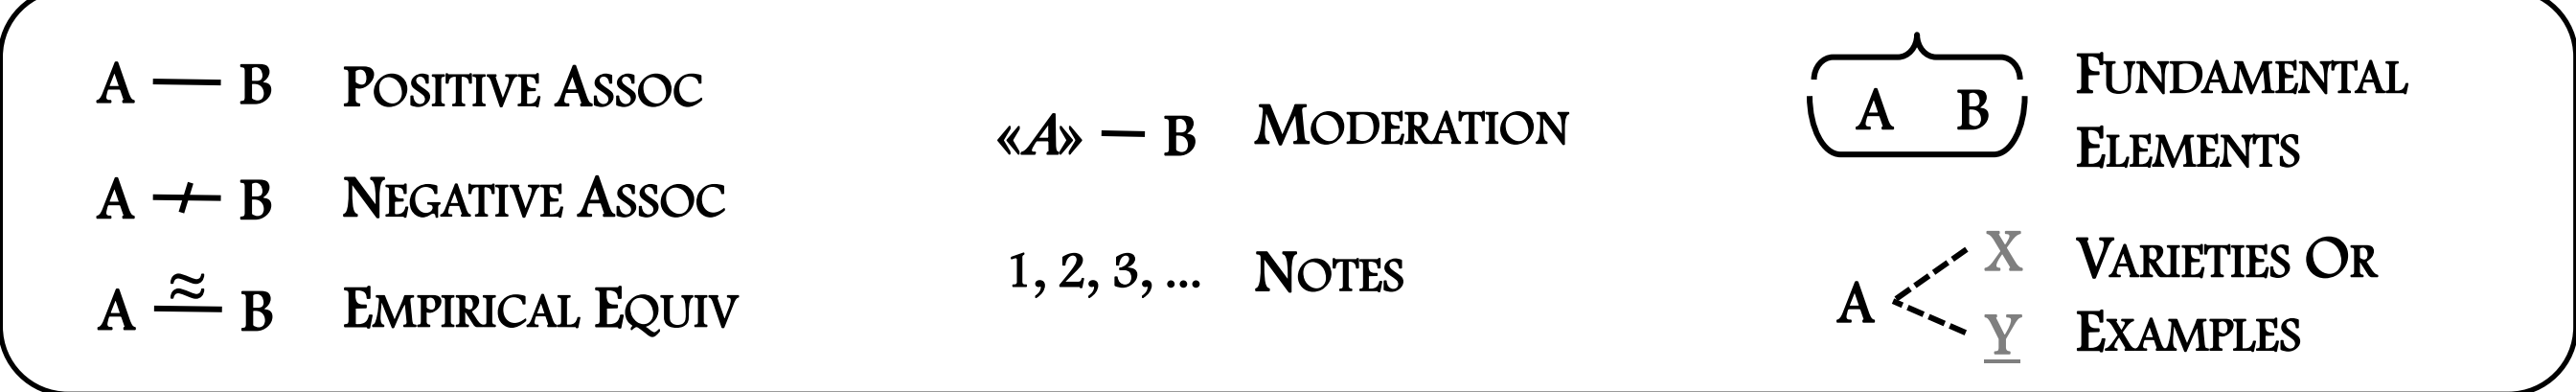 A — B Positive Assoc
A —/— B Negative Assoc
A ≈ B Empirical Equiv
«A» — B Moderation
1, 2, 3, ... Notes
A B Fundamental
Elements
A X Varieties Or
Y Examples